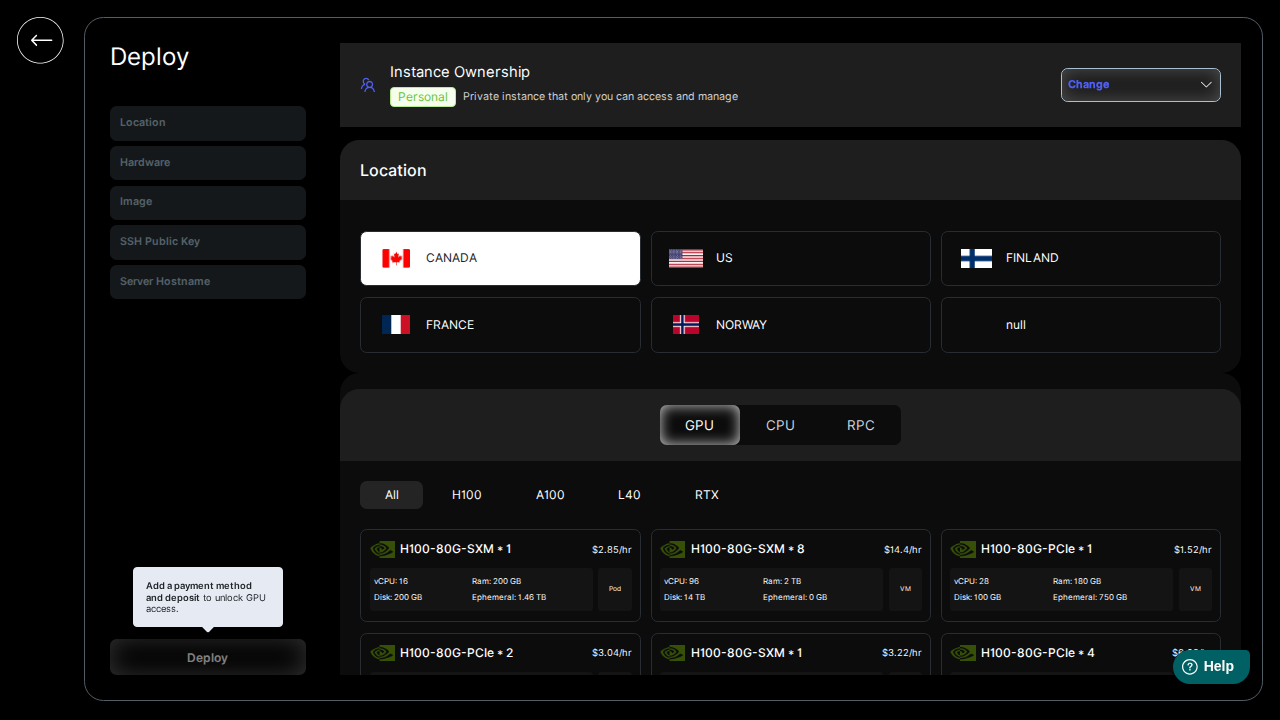 Deploy
Location
Hardware
Image
SSH Public Key
Server Hostname
Add a payment method
and deposit to unlock GPU
access.
Deploy
Instance Ownership
Personal Private instance that only you can access and manage
Change
Location
CANADA
US
FINLAND
FRANCE
NORWAY
null
GPU
CPU
RPC
All
H100
A100
L40
RTX
H100-80G-SXM * 1
$2.85/hr
vCPU: 16
Ram: 200 GB
Disk: 200 GB
Ephemeral: 1.46 TB
Pod
H100-80G-SXM * 8
$14.4/hr
vCPU: 96
Ram: 2 TB
Disk: 14 TB
Ephemeral: 0 GB
VM
H100-80G-PCIe * 1
$1.52/hr
vCPU: 28
Ram: 180 GB
Disk: 100 GB
Ephemeral: 750 GB
VM
H100-80G-PCIe * 2
$3.04/hr
H100-80G-SXM * 1
$3.22/hr
H100-80G-PCIe * 4
Help